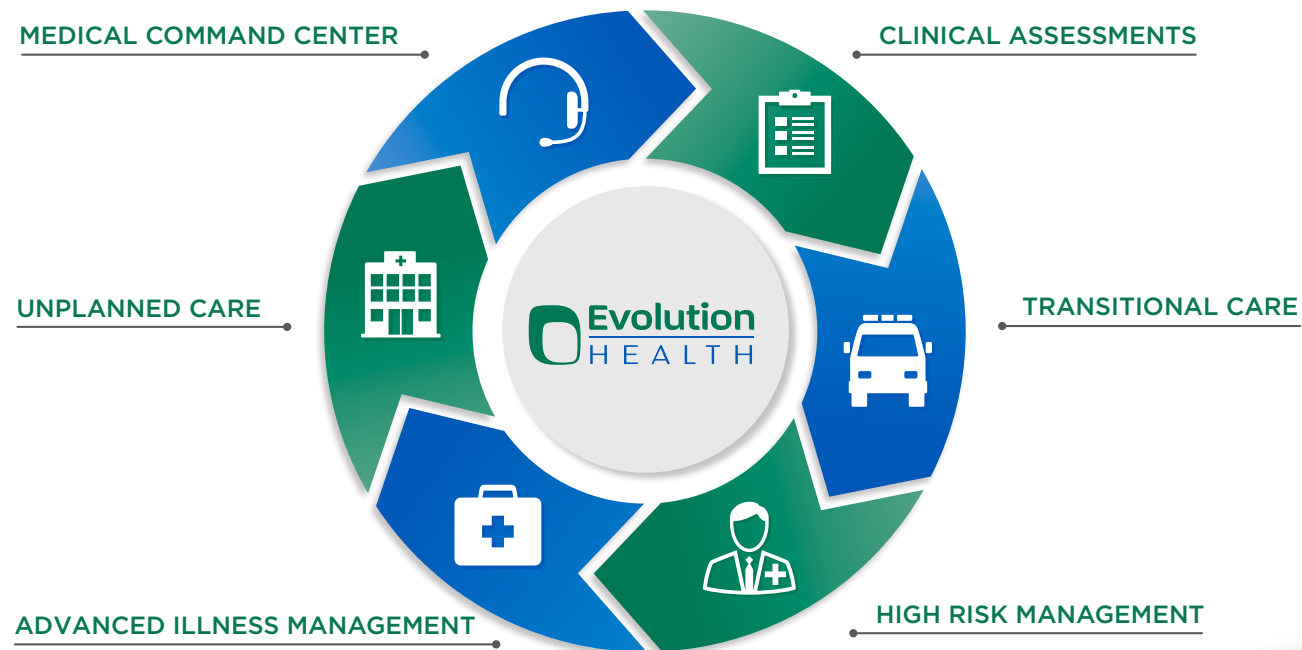 MEDICAL COMMAND CENTER
CLINICAL ASSESSMENTS
UNPLANNED CARE
Evolution
HEALTH
TRANSITIONAL CARE
ADVANCED ILLNESS MANAGEMENT
HIGH RISK MANAGEMENT